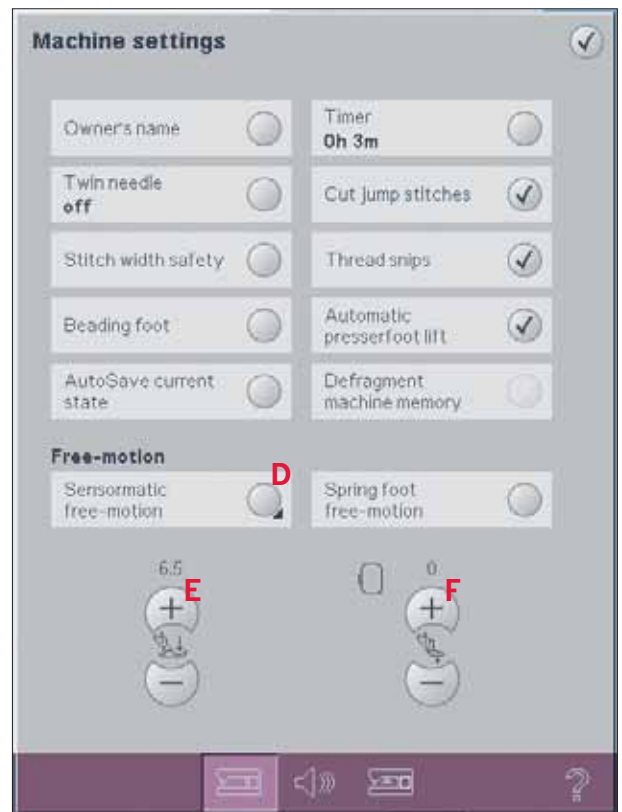 Machine settings
Owner's name
Timer
0h 3m
Twin needle
off
Cut jump stitches
Stitch width safety
Thread snips
Beading foot
Automatic
presserfoot lift
AutoSave current
state
Defragment
machine memory
Free-motion
D
Sensormatic
free-motion
Spring foot
free-motion
6.5
E
0
F
+
+
−
−
?